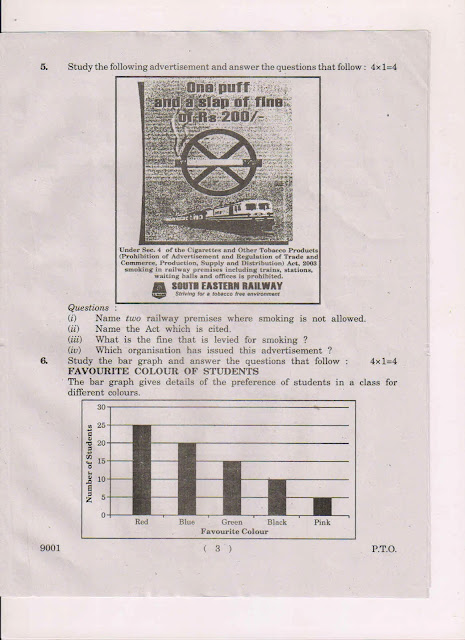 5. Study the following advertisement and answer the questions that follow : 4×1=4
One puff
and a slap of fine
of Rs 200/-
Under Sec. 4 of the Cigarettes and Other Tobacco Products
(Prohibition of Advertisement and Regulation of Trade and
Commerce, Production, Supply and Distribution) Act, 2003
smoking in railway premises including trains, stations,
waiting halls and offices is prohibited.
SOUTH EASTERN RAILWAY
Striving for a tobacco free environment
Questions :
(i) Name two railway premises where smoking is not allowed.
(ii) Name the Act which is cited.
(iii) What is the fine that is levied for smoking ?
(iv) Which organisation has issued this advertisement ?
6. Study the bar graph and answer the questions that follow : 4×1=4
FAVOURITE COLOUR OF STUDENTS
The bar graph gives details of the preference of students in a class for
different colours.
Number of Students
30
25
20
15
10
5
0
Red Blue Green Black Pink
Favourite Colour
9001 ( 3 ) P.T.O.